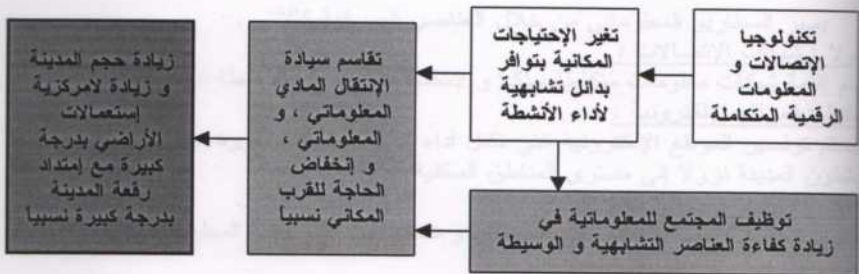 تكنولوجيا
الإتصالات و
المعلومات
الرقمية المتكاملة
تغير الإحتياجات
المكانية بتوافر
بدائل تشابهية
لأداء الأنشطة
توظيف المجتمع للمعلوماتية في
زيادة كفاءة العناصر التشابهية و الوسيطة
تقاسم سيادة
الإنتقال المادي
المعلوماتي ، و
المعلوماتي ،
و إنخفاض
الحاجة للقرب
المكاني نسبياً
زيادة حجم المدينة
و زيادة لامركزية
إستعمالات
الأراضي بدرجة
كبيرة مع إمتداد
رقعة المدينة
بدرجة كبيرة نسبياً